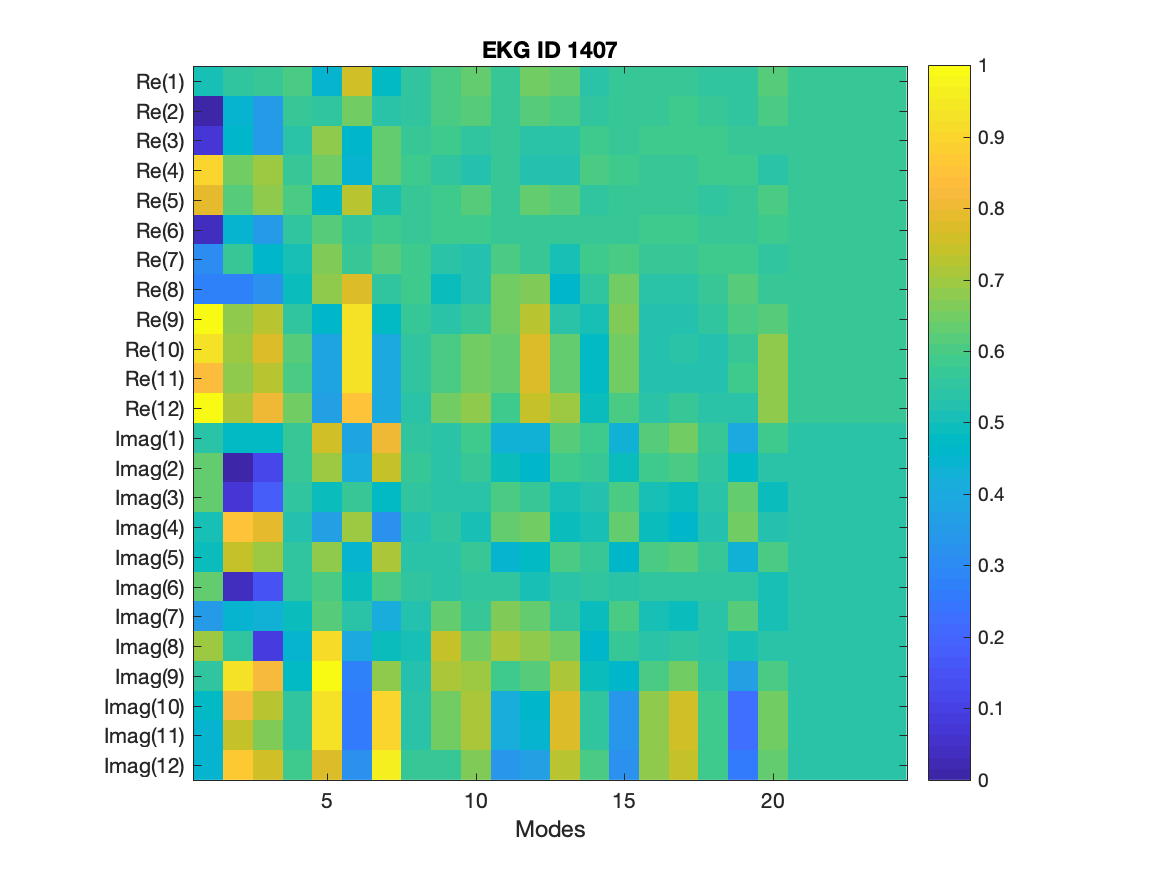 EKG ID 1407
Re(1)
Re(2)
Re(3)
Re(4)
Re(5)
Re(6)
Re(7)
Re(8)
Re(9)
Re(10)
Re(11)
Re(12)
Imag(1)
Imag(2)
Imag(3)
Imag(4)
Imag(5)
Imag(6)
Imag(7)
Imag(8)
Imag(9)
Imag(10)
Imag(11)
Imag(12)
5 10 15 20
Modes
1
0.9
0.8
0.7
0.6
0.5
0.4
0.3
0.2
0.1
0